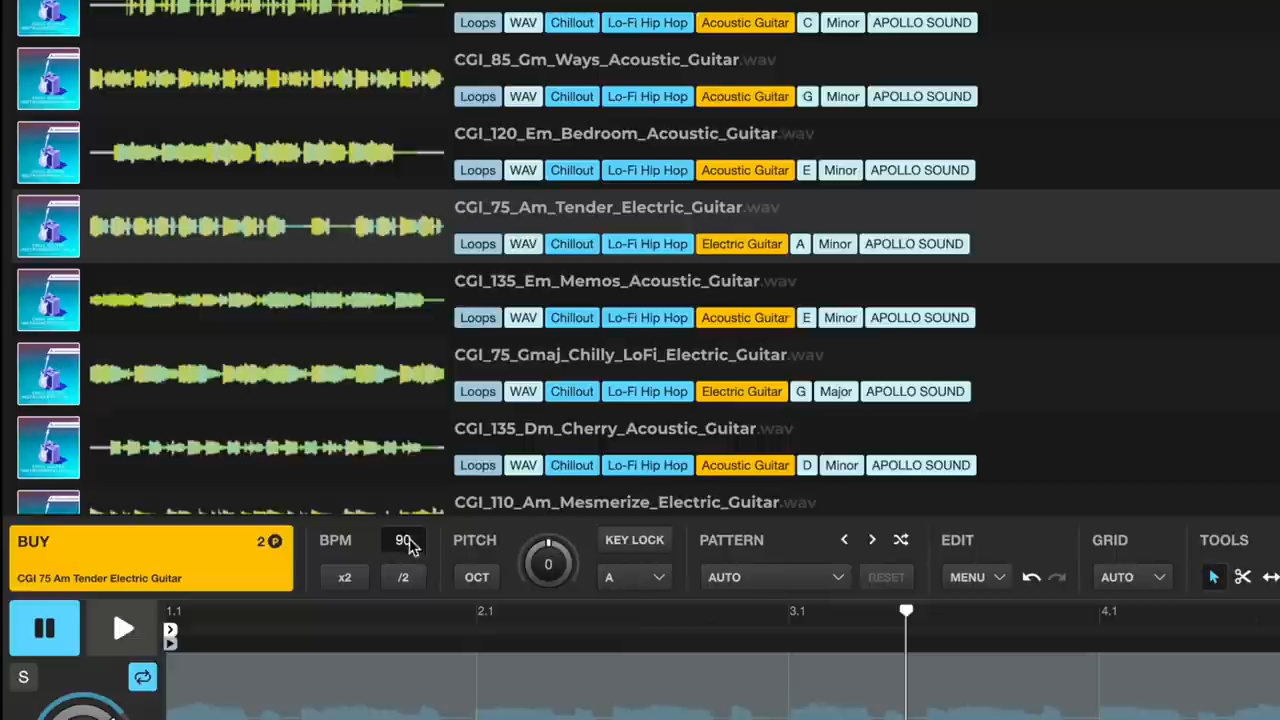 Loops WAV Chillout Lo-Fi Hip Hop Acoustic Guitar C Minor APOLLO SOUND
CGI_85_Gm_Ways_Acoustic_Guitar.wav
Loops WAV Chillout Lo-Fi Hip Hop Acoustic Guitar G Minor APOLLO SOUND
CGI_120_Em_Bedroom_Acoustic_Guitar.wav
Loops WAV Chillout Lo-Fi Hip Hop Acoustic Guitar E Minor APOLLO SOUND
CGI_75_Am_Tender_Electric_Guitar.wav
Loops WAV Chillout Lo-Fi Hip Hop Electric Guitar A Minor APOLLO SOUND
CGI_135_Em_Memos_Acoustic_Guitar.wav
Loops WAV Chillout Lo-Fi Hip Hop Acoustic Guitar E Minor APOLLO SOUND
CGI_75_Gmaj_Chilly_LoFi_Electric_Guitar.wav
Loops WAV Chillout Lo-Fi Hip Hop Electric Guitar G Major APOLLO SOUND
CGI_135_Dm_Cherry_Acoustic_Guitar.wav
Loops WAV Chillout Lo-Fi Hip Hop Acoustic Guitar D Minor APOLLO SOUND
CGI_110_Am_Mesmerize_Electric_Guitar.wav
BUY 2 P BPM 90 PITCH 0 KEY LOCK PATTERN EDIT GRID TOOLS
CGI 75 Am Tender Electric Guitar x2 /2 OCT A AUTO RESET MENU AUTO
1.1 2.1 3.1 4.1
S